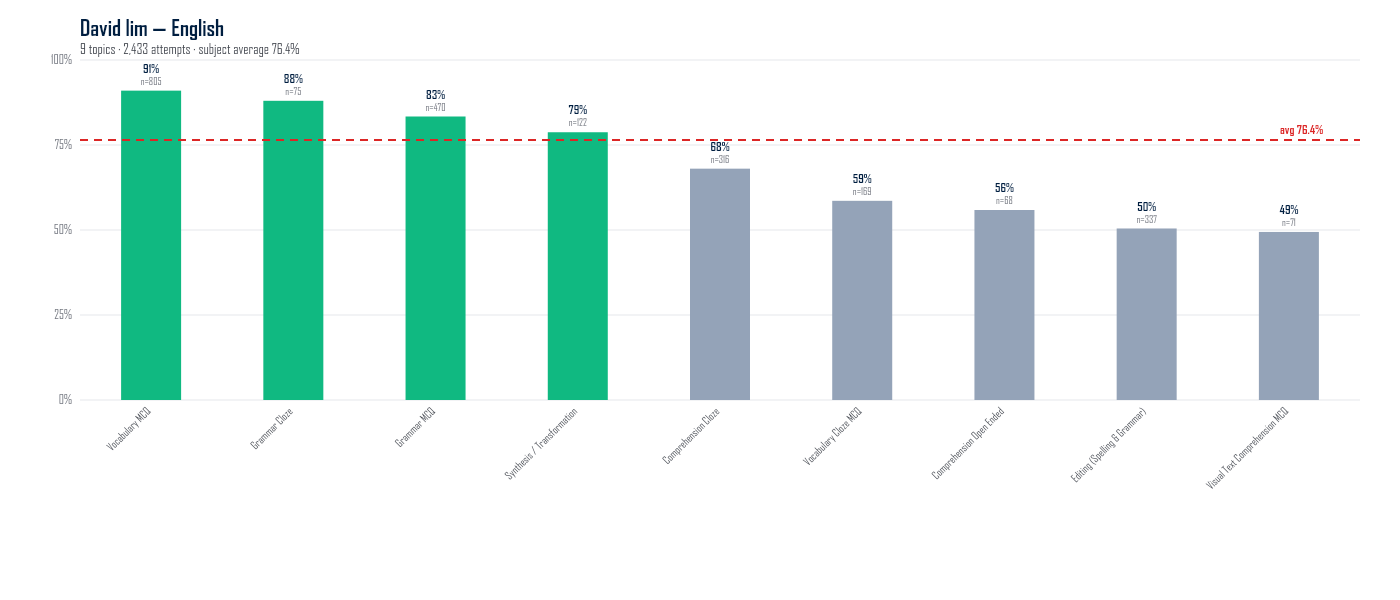 David lim — English
9 topics · 2,433 attempts · subject average 76.4%
100%
75%
50%
25%
0%
91%
n=805
88%
n=75
83%
n=470
79%
n=122
68%
n=316
59%
n=169
56%
n=68
50%
n=337
49%
n=71
avg 76.4%
Vocabulary MCQ
Grammar Cloze
Grammar MCQ
Synthesis / Transformation
Comprehension Cloze
Vocabulary Cloze MCQ
Comprehension Open Ended
Editing (Spelling & Grammar)
Visual Text Comprehension MCQ